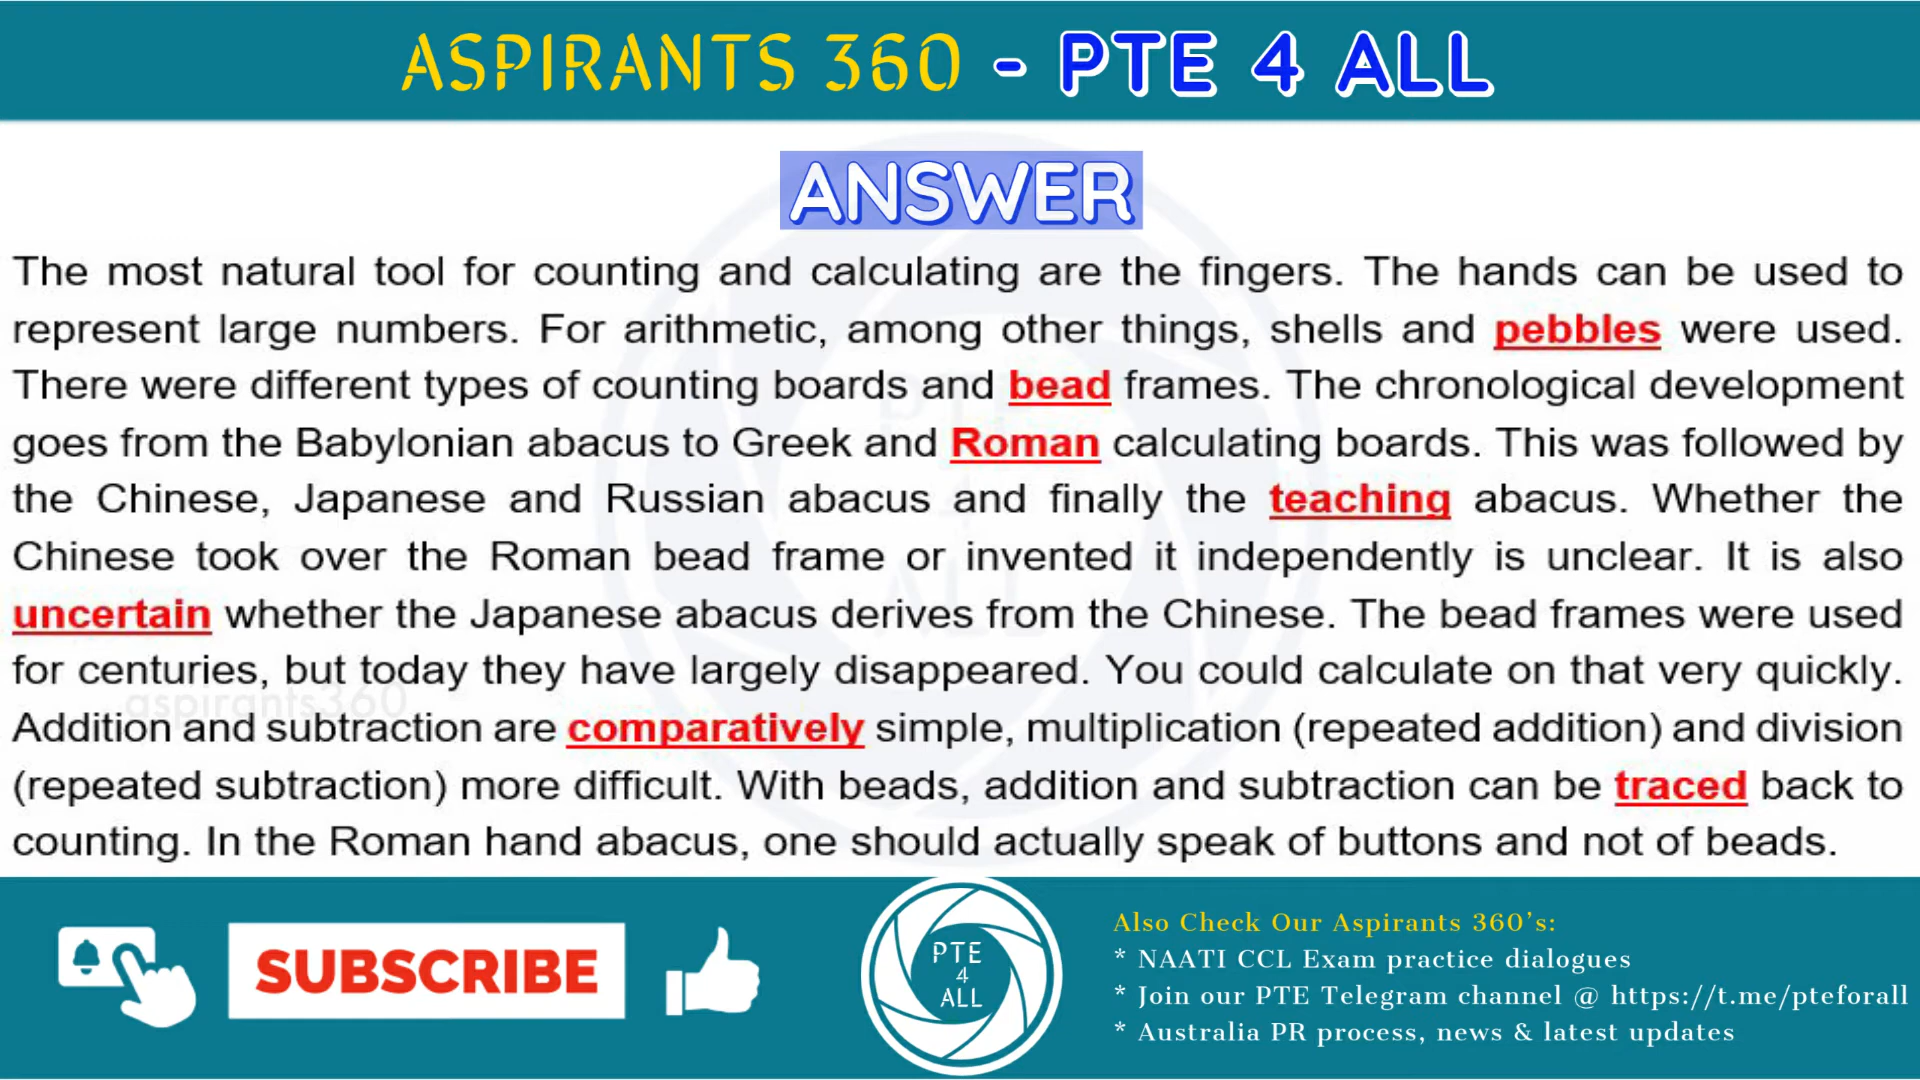 ASPIRANTS 360 - PTE 4 ALL
ANSWER
The most natural tool for counting and calculating are the fingers. The hands can be used to
represent large numbers. For arithmetic, among other things, shells and pebbles were used.
There were different types of counting boards and bead frames. The chronological development
goes from the Babylonian abacus to Greek and Roman calculating boards. This was followed by
the Chinese, Japanese and Russian abacus and finally the teaching abacus. Whether the
Chinese took over the Roman bead frame or invented it independently is unclear. It is also
uncertain whether the Japanese abacus derives from the Chinese. The bead frames were used
for centuries, but today they have largely disappeared. You could calculate on that very quickly.
aspirants360
Addition and subtraction are comparatively simple, multiplication (repeated addition) and division
(repeated subtraction) more difficult. With beads, addition and subtraction can be traced back to
counting. In the Roman hand abacus, one should actually speak of buttons and not of beads.
SUBSCRIBE
PTE
4
ALL
Also Check Our Aspirants 360's:
* NAATI CCL Exam practice dialogues
* Join our PTE Telegram channel @ https://t.me/pteforall
* Australia PR process, news & latest updates